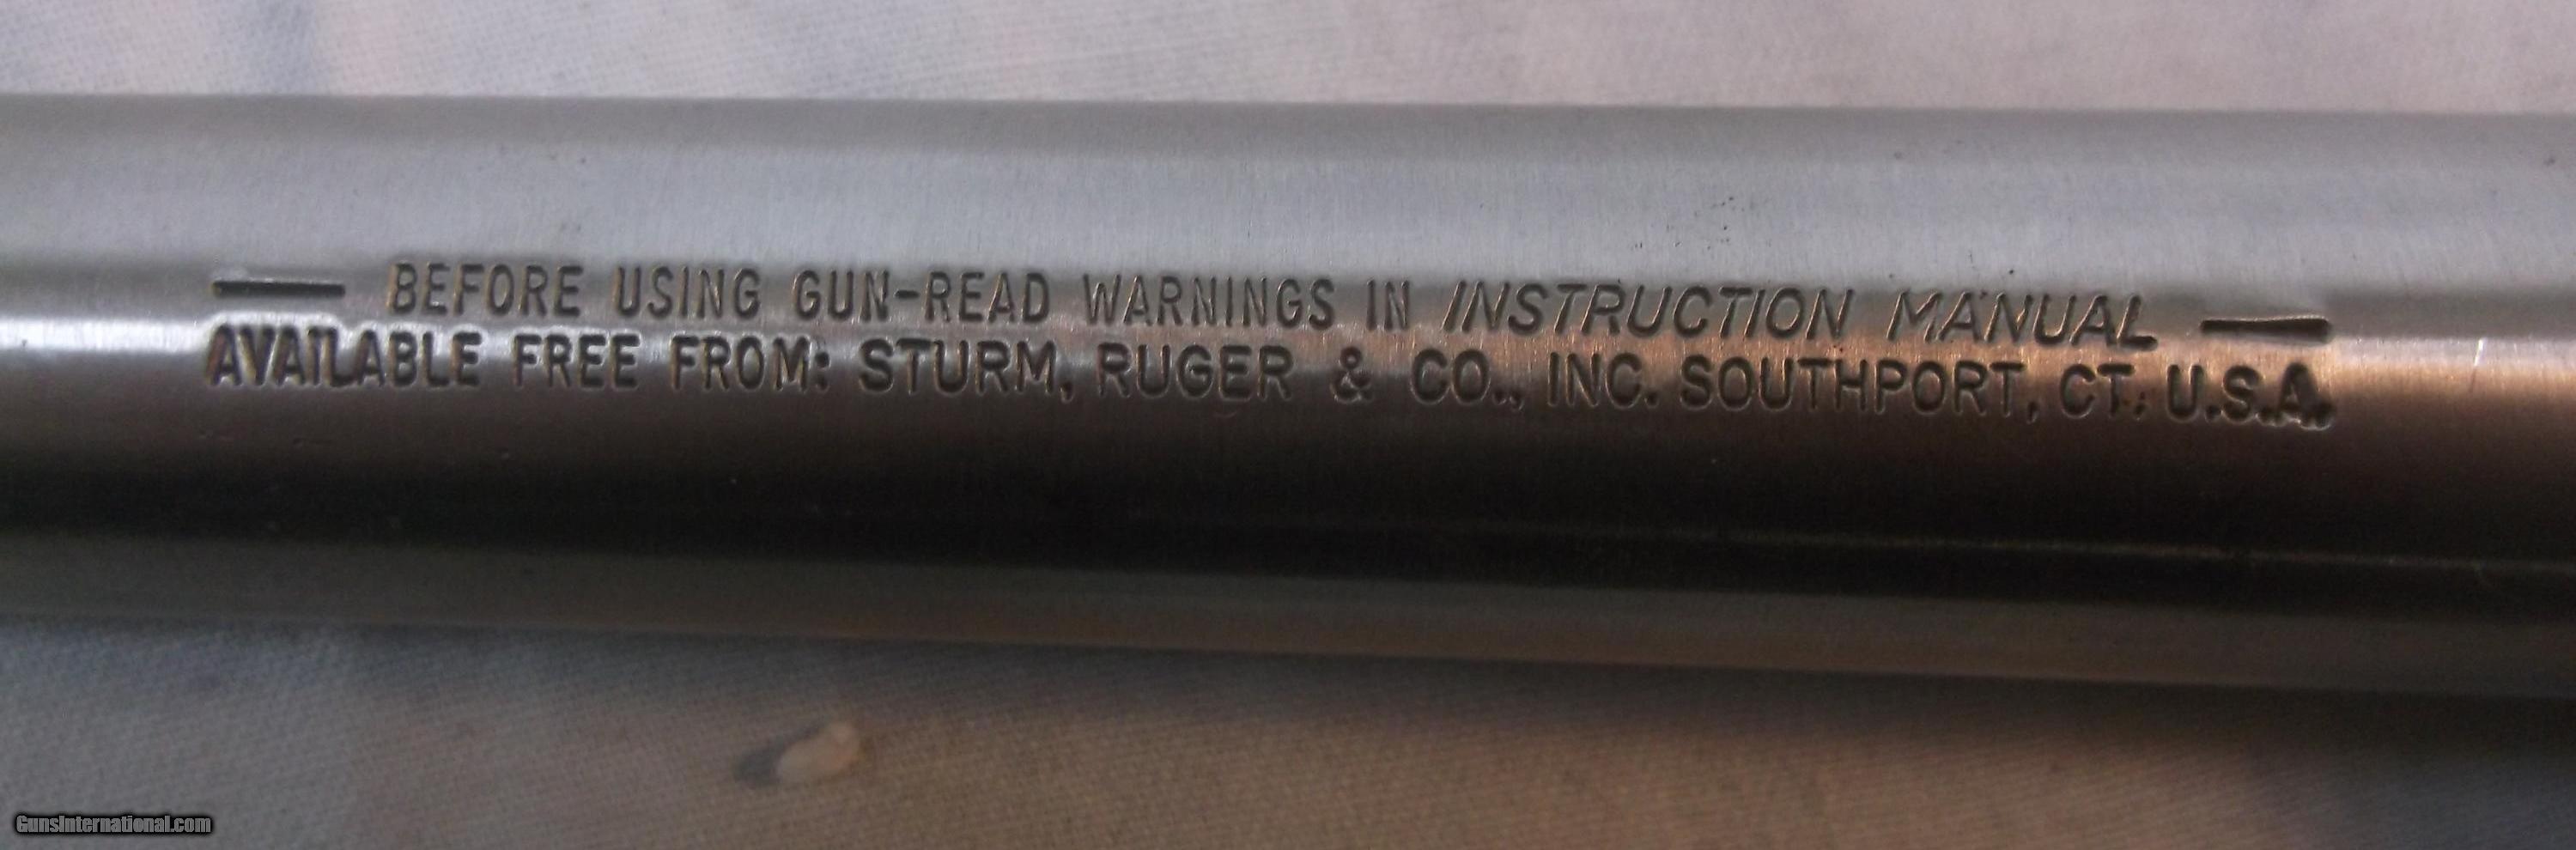 — BEFORE USING GUN-READ WARNINGS IN INSTRUCTION MANUAL —
AVAILABLE FREE FROM: STURM, RUGER & CO., INC. SOUTHPORT, CT. U.S.A.
GunsInternational.com